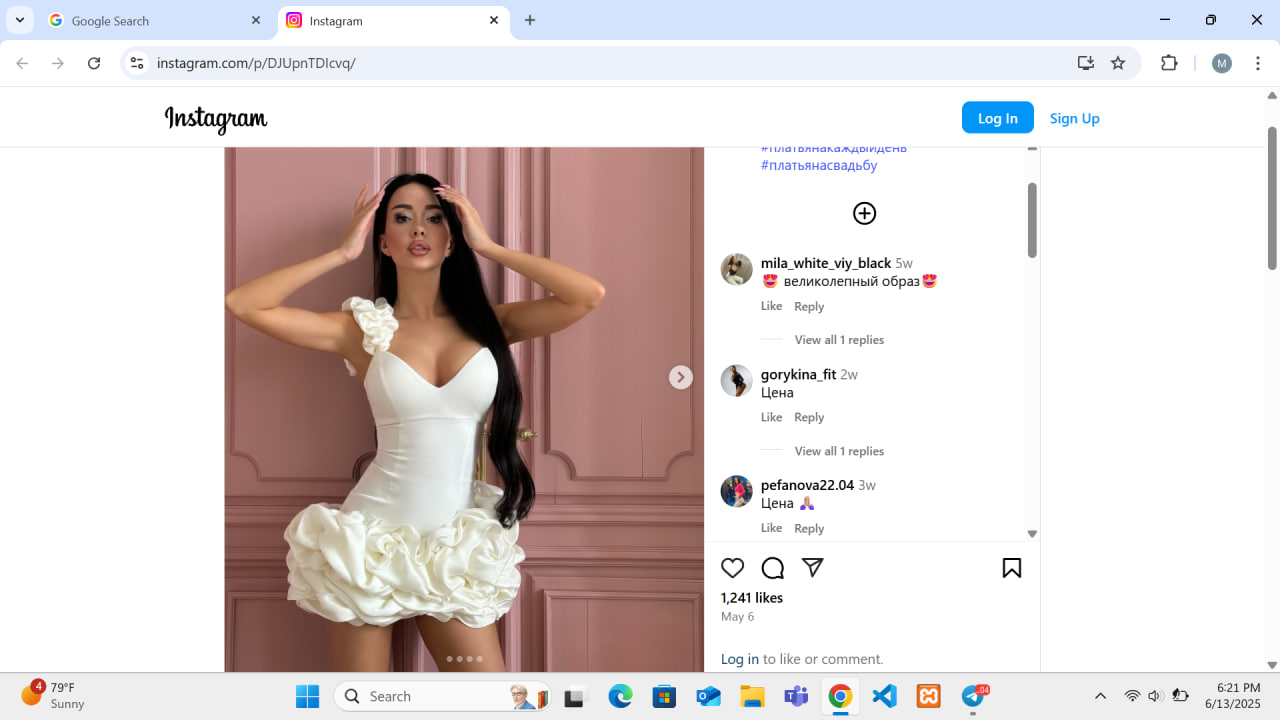 Google Search
Instagram
instagram.com/p/DJUpnTDIcvq/
M
Instagram
Log In
Sign Up
#платьянакаждыйдень
#платьянасвадьбу
mila_white_viy_black 5w
😍 великолепный образ😍
Like Reply
View all 1 replies
gorykina_fit 2w
Цена
Like Reply
View all 1 replies
pefanova22.04 3w
Цена 🙏🏼
Like Reply
1,241 likes
May 6
Log in to like or comment.
4
79°F
Sunny
Search
.04
6:21 PM
6/13/2025